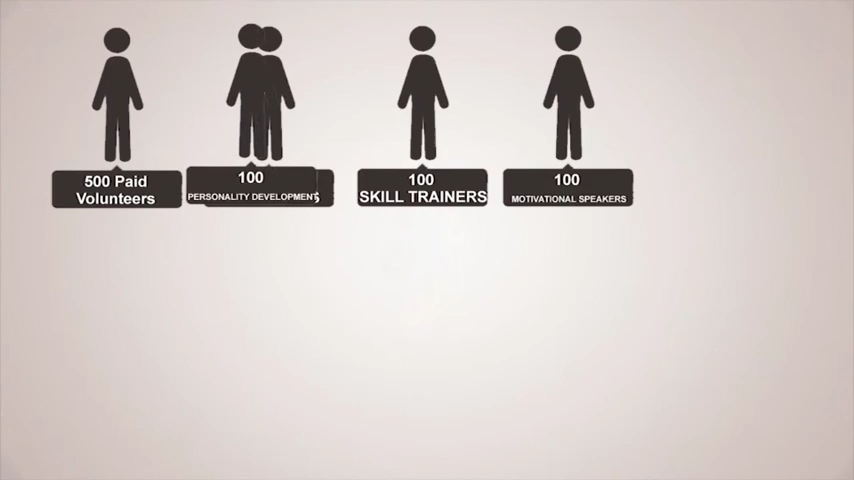 500 Paid
Volunteers
100
PERSONALITY DEVELOPMENT
100
SKILL TRAINERS
100
MOTIVATIONAL SPEAKERS